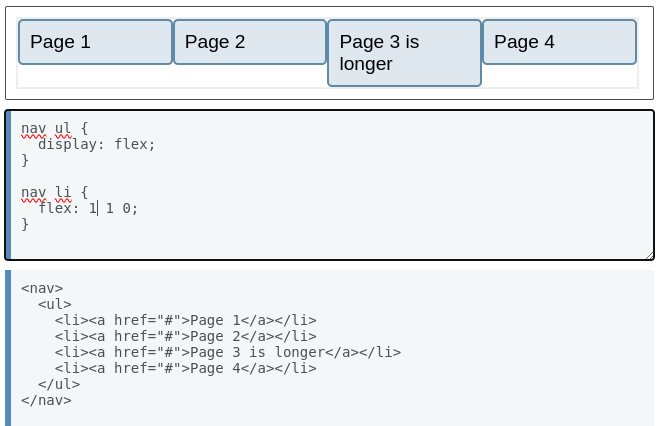 Page 1
Page 2
Page 3 is
longer
Page 4
nav ul {
  display: flex;
}
nav li {
  flex: 1 1 0;
}
<nav>
  <ul>
    <li><a href="#">Page 1</a></li>
    <li><a href="#">Page 2</a></li>
    <li><a href="#">Page 3 is longer</a></li>
    <li><a href="#">Page 4</a></li>
  </ul>
</nav>